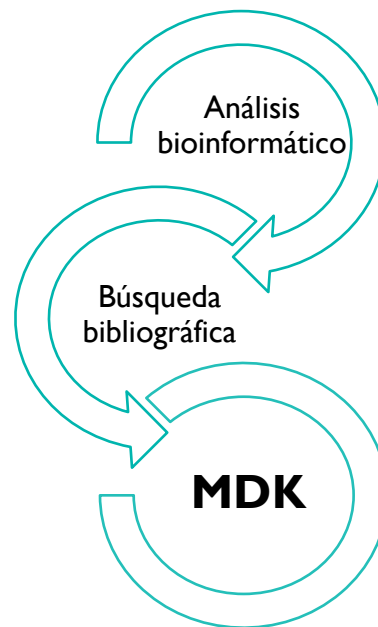 Análisis
bioinformático
Búsqueda
bibliográfica
MDK